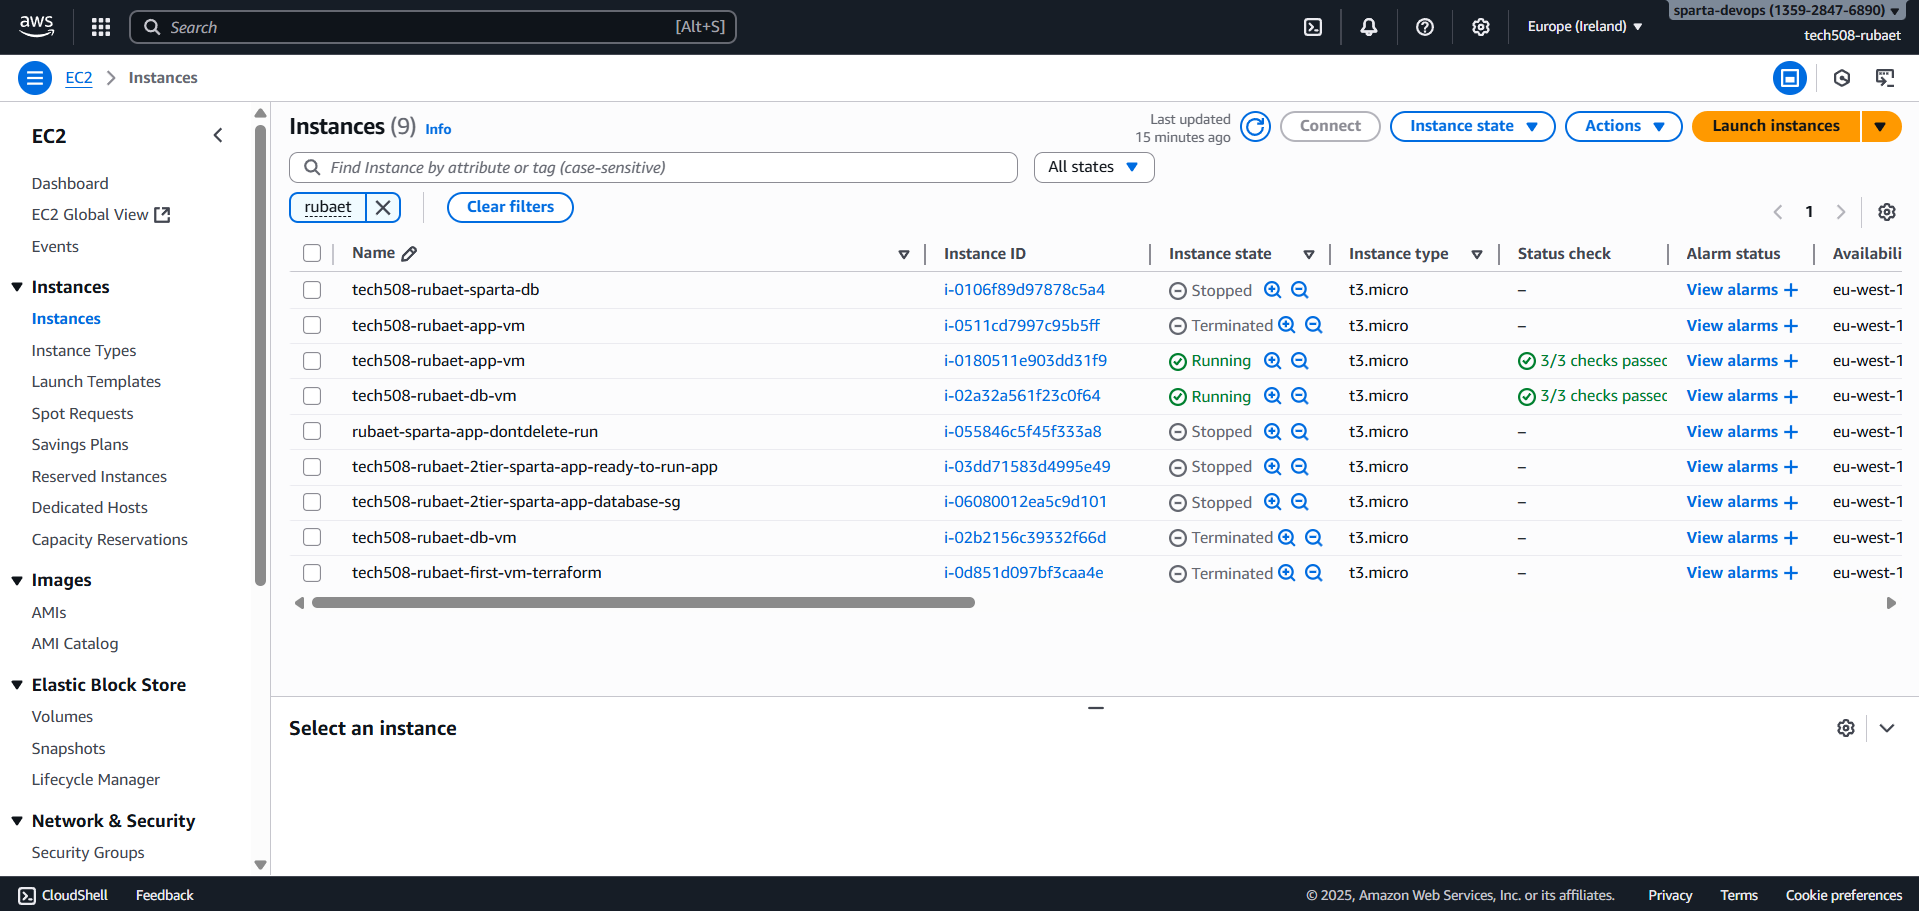 aws
Search [Alt+S]
Europe (Ireland)
sparta-devops (1359-2847-6890)
tech508-rubaet
EC2 Instances
EC2
Dashboard
EC2 Global View
Events
Instances
Instances
Instance Types
Launch Templates
Spot Requests
Savings Plans
Reserved Instances
Dedicated Hosts
Capacity Reservations
Images
AMIs
AMI Catalog
Elastic Block Store
Volumes
Snapshots
Lifecycle Manager
Network & Security
Security Groups
Instances (9) Info
Last updated
15 minutes ago
Connect Instance state Actions Launch instances
Find Instance by attribute or tag (case-sensitive) All states
rubaet Clear filters
1
Name Instance ID Instance state Instance type Status check Alarm status Availabili
tech508-rubaet-sparta-db i-0106f89d97878c5a4 Stopped t3.micro – View alarms + eu-west-1
tech508-rubaet-app-vm i-0511cd7997c95b5ff Terminated t3.micro – View alarms + eu-west-1
tech508-rubaet-app-vm i-0180511e903dd31f9 Running t3.micro 3/3 checks passed View alarms + eu-west-1
tech508-rubaet-db-vm i-02a32a561f23c0f64 Running t3.micro 3/3 checks passed View alarms + eu-west-1
rubaet-sparta-app-dontdelete-run i-055846c5f45f333a8 Stopped t3.micro – View alarms + eu-west-1
tech508-rubaet-2tier-sparta-app-ready-to-run-app i-03dd71583d4995e49 Stopped t3.micro – View alarms + eu-west-1
tech508-rubaet-2tier-sparta-app-database-sg i-06080012ea5c9d101 Stopped t3.micro – View alarms + eu-west-1
tech508-rubaet-db-vm i-02b2156c39332f66d Terminated t3.micro – View alarms + eu-west-1
tech508-rubaet-first-vm-terraform i-0d851d097bf3caa4e Terminated t3.micro – View alarms + eu-west-1
Select an instance
CloudShell Feedback © 2025, Amazon Web Services, Inc. or its affiliates. Privacy Terms Cookie preferences